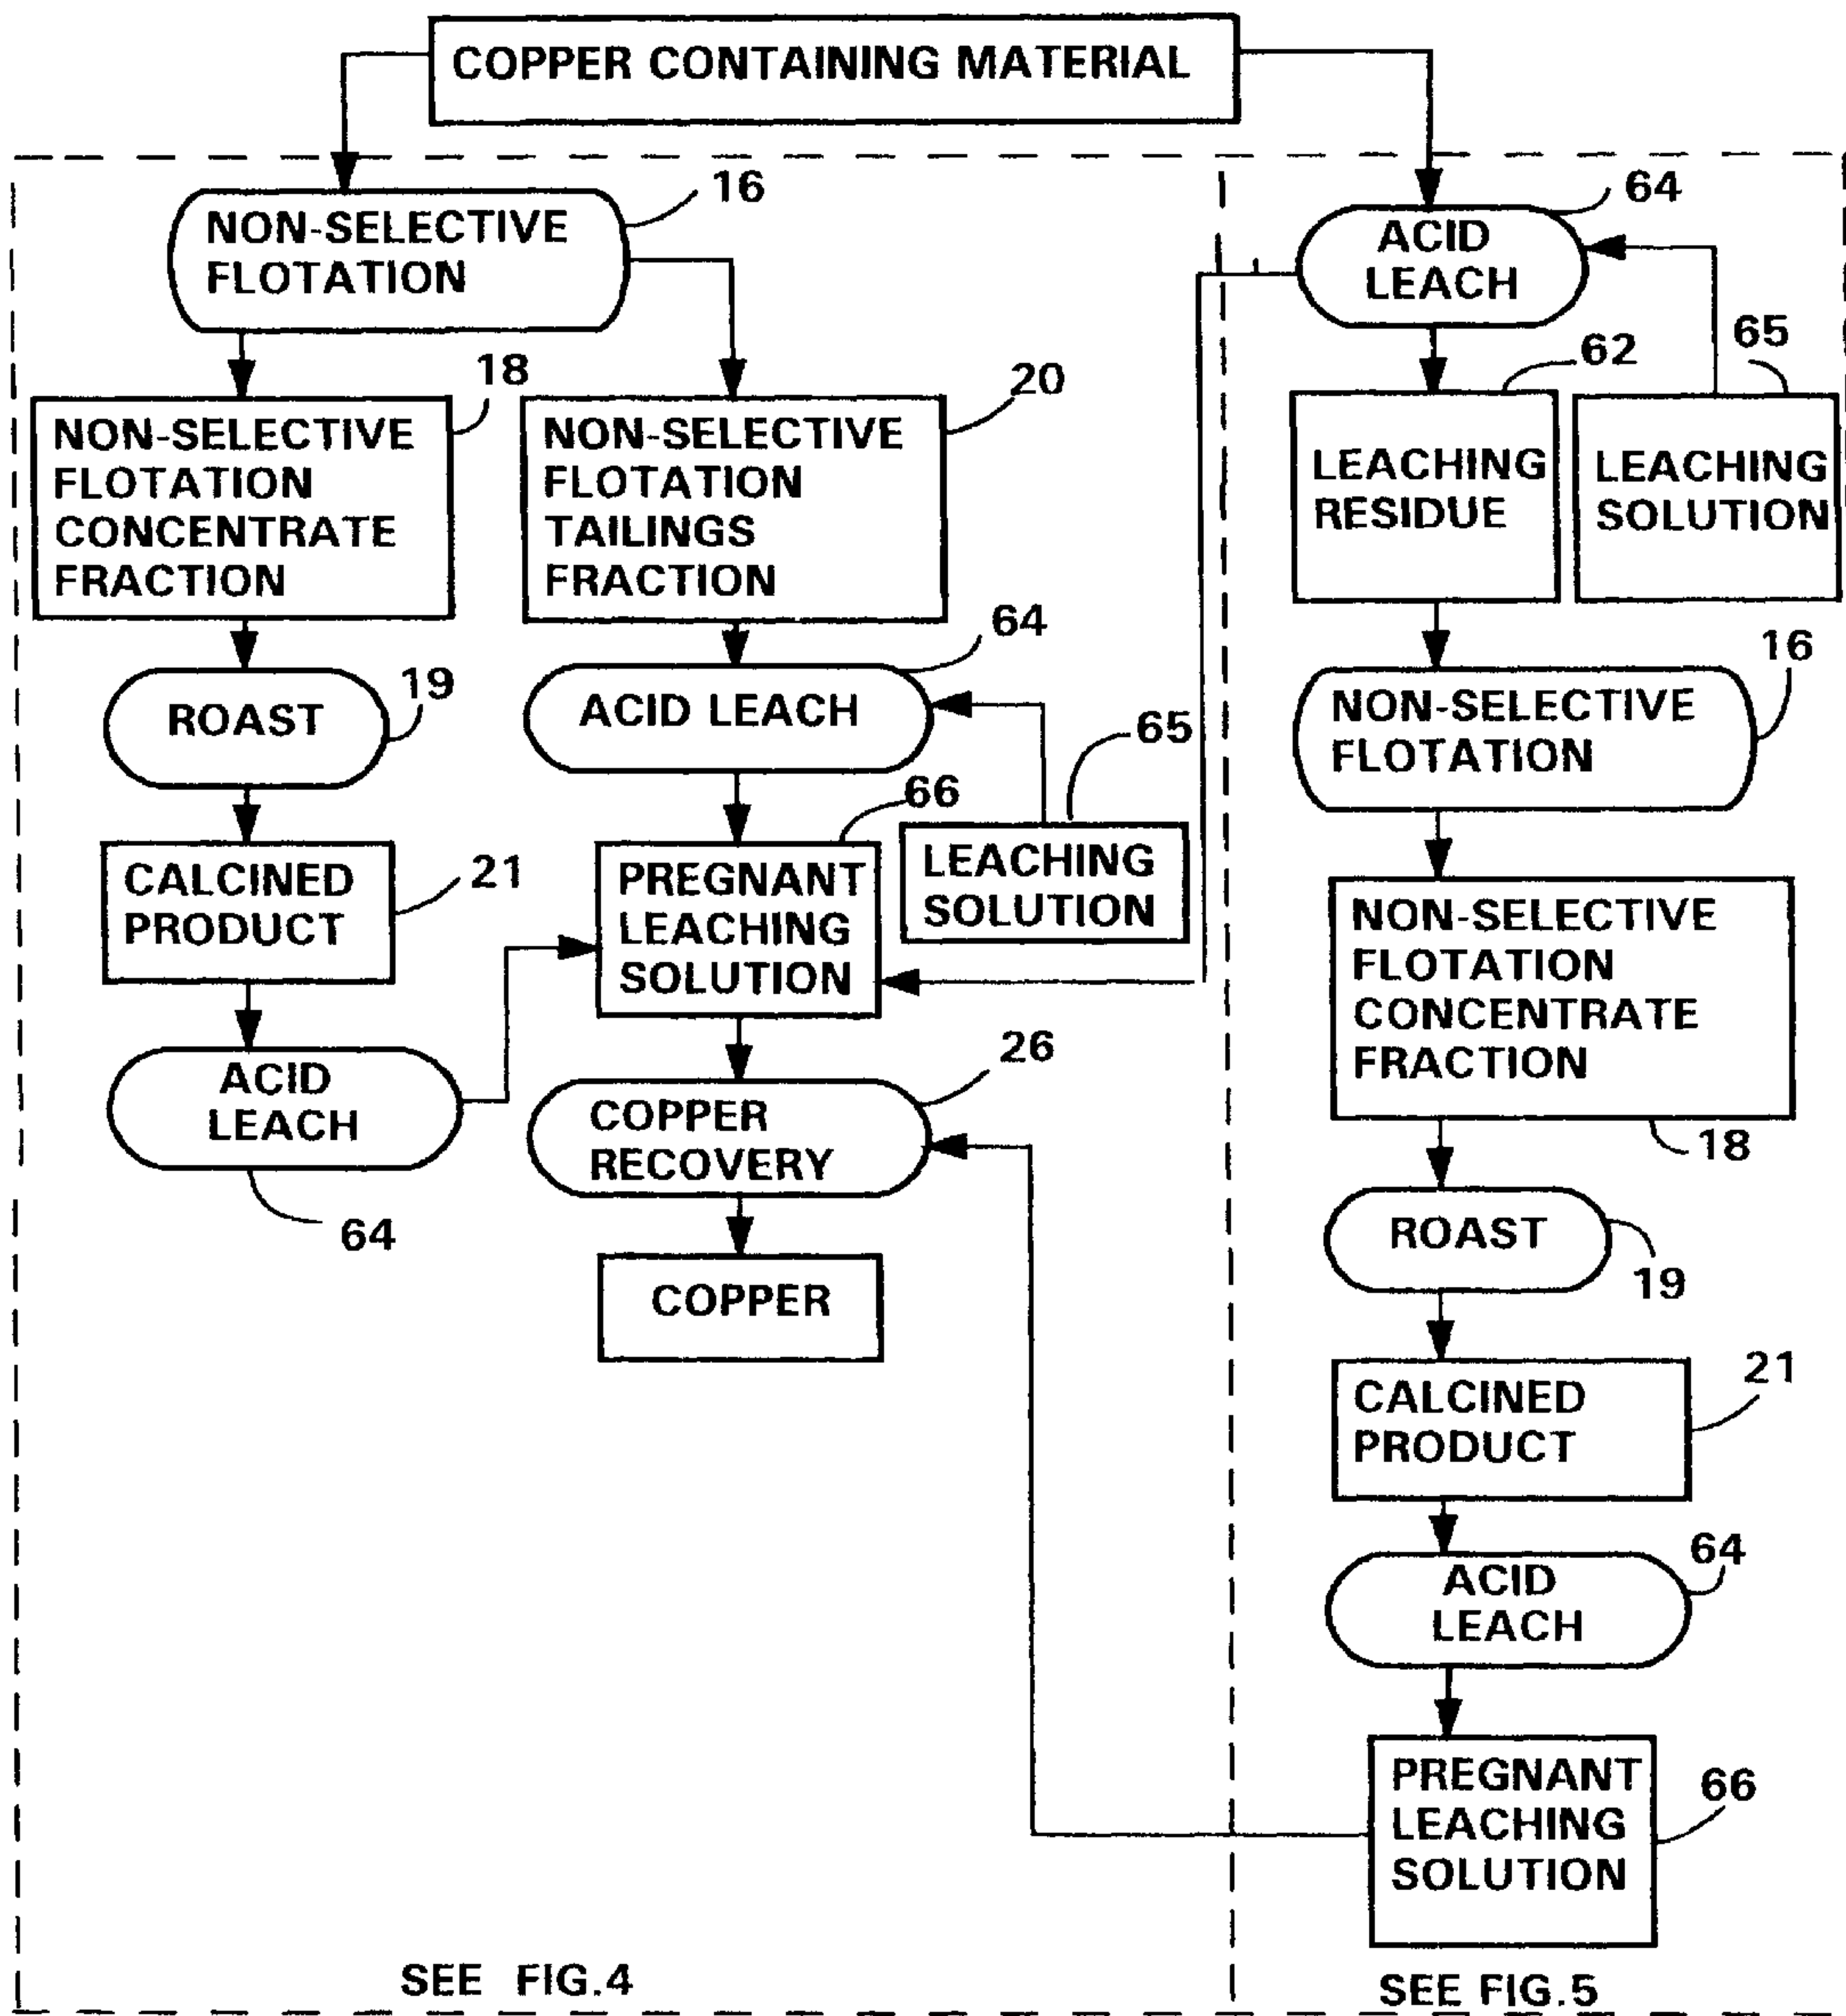 COPPER CONTAINING MATERIAL
16
NON-SELECTIVE
FLOTATION
18
NON-SELECTIVE
FLOTATION
CONCENTRATE
FRACTION
20
NON-SELECTIVE
FLOTATION
TAILINGS
FRACTION
19
ROAST
64
ACID LEACH
65
LEACHING
SOLUTION
21
CALCINED
PRODUCT
66
PREGNANT
LEACHING
SOLUTION
ACID
LEACH
64
26
COPPER
RECOVERY
COPPER
SEE FIG.4
64
ACID
LEACH
62
LEACHING
RESIDUE
65
LEACHING
SOLUTION
16
NON-SELECTIVE
FLOTATION
NON-SELECTIVE
FLOTATION
CONCENTRATE
FRACTION
18
ROAST
19
21
CALCINED
PRODUCT
64
ACID
LEACH
PREGNANT
LEACHING
SOLUTION
66
SEE FIG.5